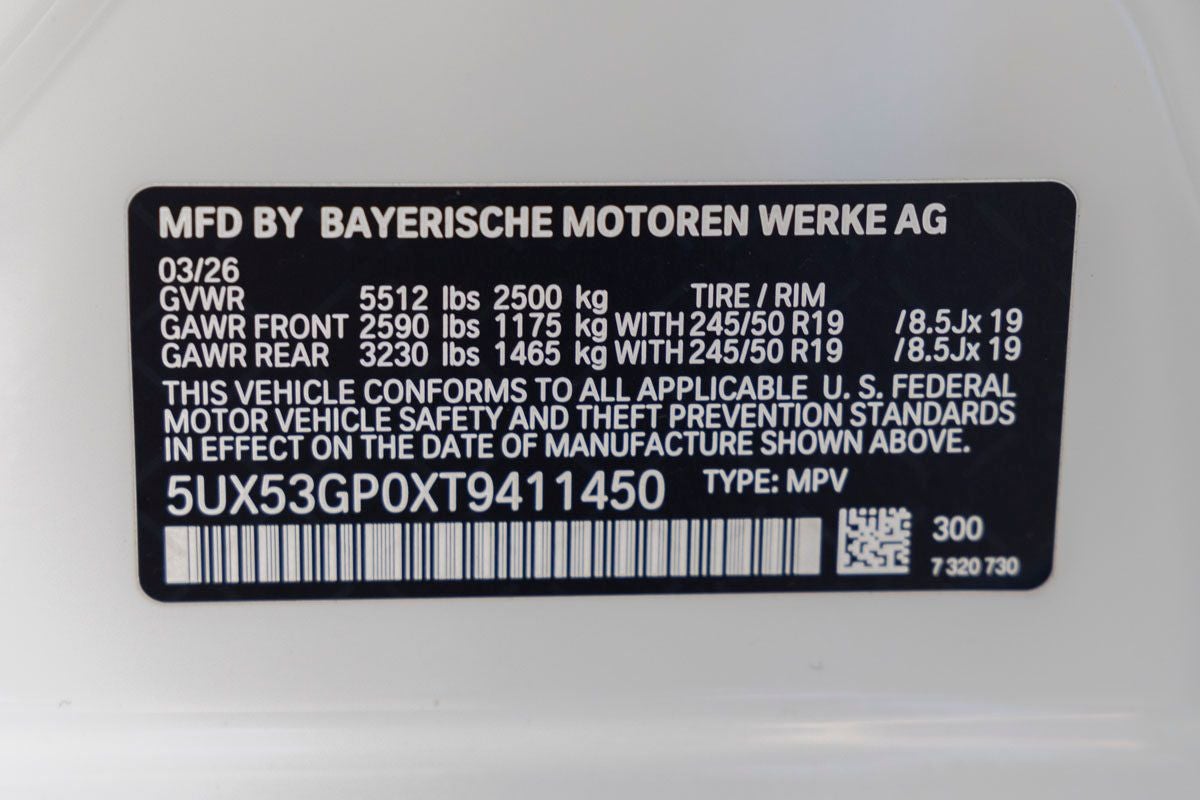 MFD BY BAYERISCHE MOTOREN WERKE AG
03/26
GVWR 5512 lbs 2500 kg TIRE / RIM
GAWR FRONT 2590 lbs 1175 kg WITH 245/50 R19 /8.5Jx 19
GAWR REAR 3230 lbs 1465 kg WITH 245/50 R19 /8.5Jx 19
THIS VEHICLE CONFORMS TO ALL APPLICABLE U. S. FEDERAL
MOTOR VEHICLE SAFETY AND THEFT PREVENTION STANDARDS
IN EFFECT ON THE DATE OF MANUFACTURE SHOWN ABOVE.
5UX53GP0XT9411450 TYPE: MPV
300
7 320 730